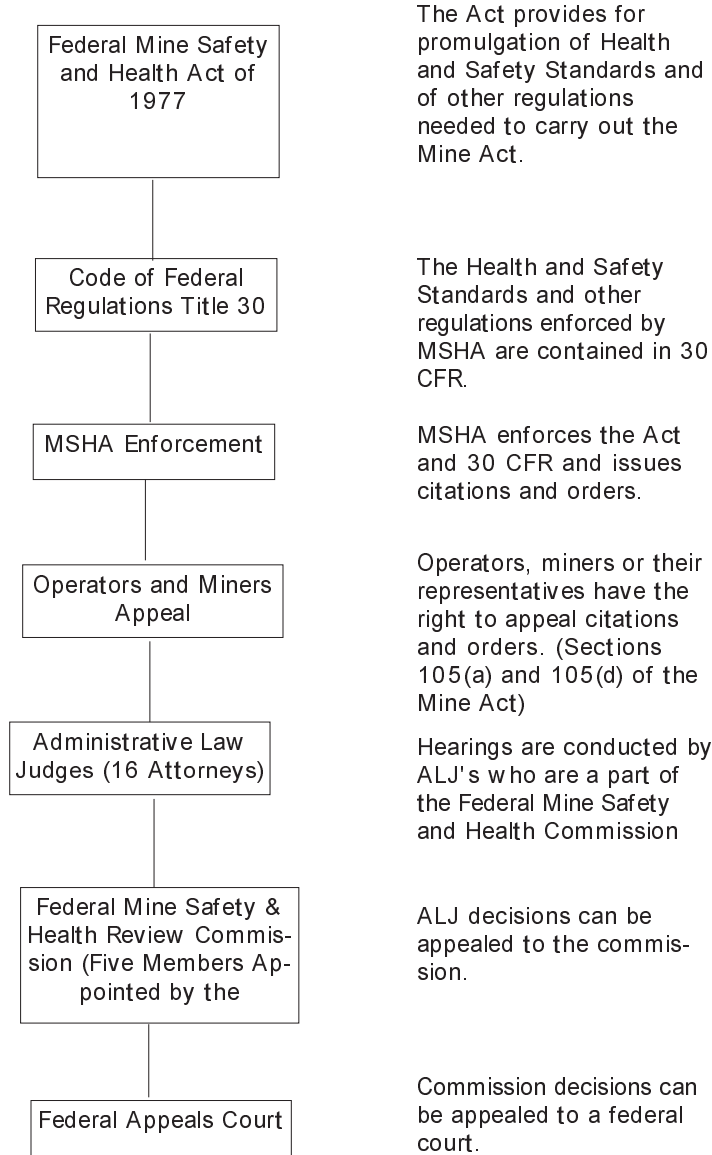 Federal Mine Safety
and Health Act of
1977
The Act provides for
promulgation of Health
and Safety Standards and
of other regulations
needed to carry out the
Mine Act.
Code of Federal
Regulations Title 30
The Health and Safety
Standards and other
regulations enforced by
MSHA are contained in 30
CFR.
MSHA Enforcement
MSHA enforces the Act
and 30 CFR and issues
citations and orders.
Operators and Miners
Appeal
Operators, miners or their
representatives have the
right to appeal citations
and orders. (Sections
105(a) and 105(d) of the
Mine Act)
Administrative Law
Judges (16 Attorneys)
Hearings are conducted by
ALJ's who are a part of
the Federal Mine Safety
and Health Commission
Federal Mine Safety &
Health Review Commis-
sion (Five Members Ap-
pointed by the
ALJ decisions can be
appealed to the commis-
sion.
Federal Appeals Court
Commission decisions can
be appealed to a federal
court.